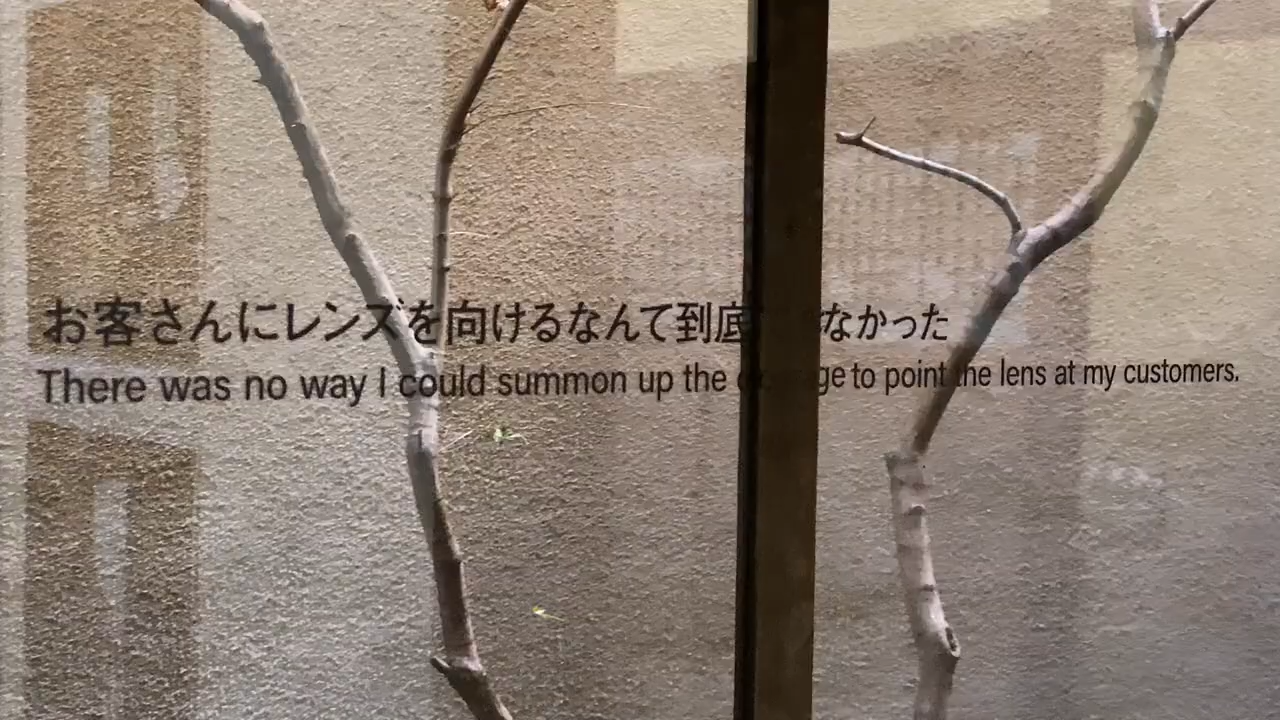 お客さんにレンズを向けるなんて到底 なかった
There was no way I could summon up the to point the lens at my customers.